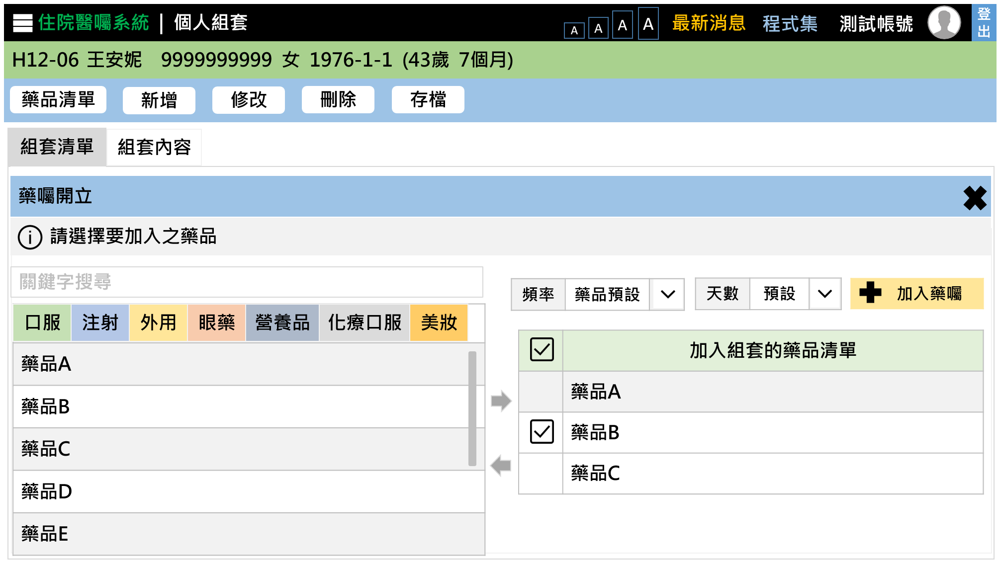 住院醫囑系統 | 個人組套 A A A A 最新消息 程式集 測試帳號 登出
H12-06 王安妮 9999999999 女 1976-1-1 (43歲 7個月)
藥品清單 新增 修改 刪除 存檔
組套清單 組套內容
藥囑開立
請選擇要加入之藥品
關鍵字搜尋
頻率 藥品預設 天數 預設 加入藥囑
口服 注射 外用 眼藥 營養品 化療口服 美妝
藥品A
藥品B
藥品C
藥品D
藥品E
加入組套的藥品清單
藥品A
藥品B
藥品C